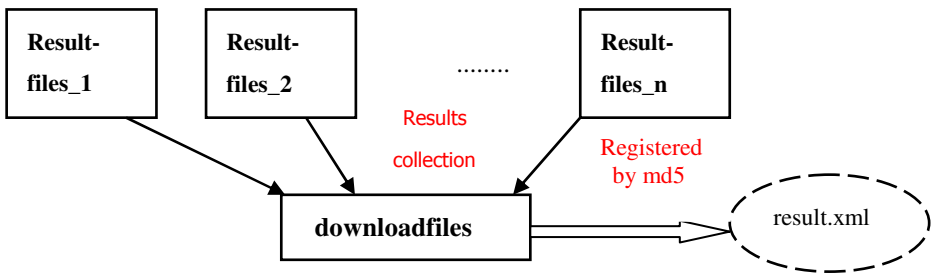 Result-
files_1
Result-
files_2
........
Result-
files_n
Results
collection
Registered
by md5
downloadfiles
result.xml